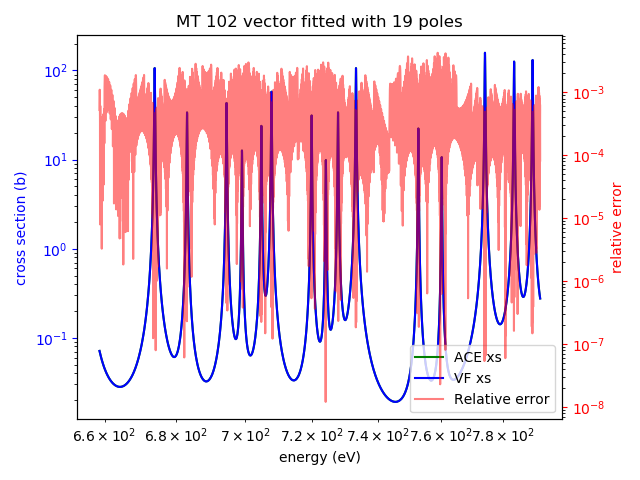 MT 102 vector fitted with 19 poles
cross section (b)
10²
10¹
10⁰
10⁻¹
10⁻³
10⁻⁴
10⁻⁵
10⁻⁶
10⁻⁷
10⁻⁸
relative error
ACE xs
VF xs
Relative error
6.6 × 10² 6.8 × 10² 7 × 10² 7.2 × 10² 7.4 × 10² 7.6 × 10² 7.8 × 10²
energy (eV)